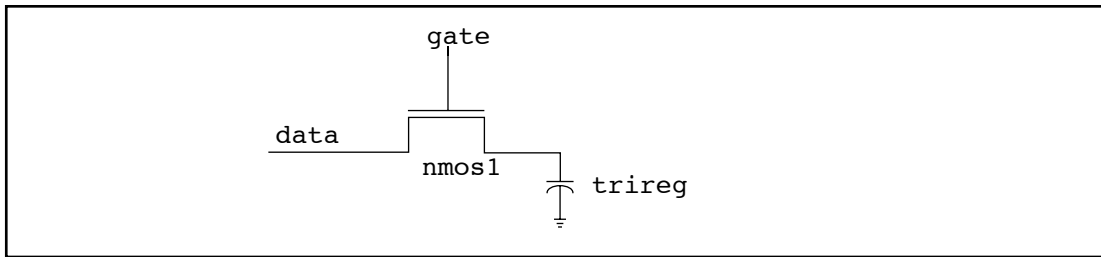 gate
data
nmos1
trireg